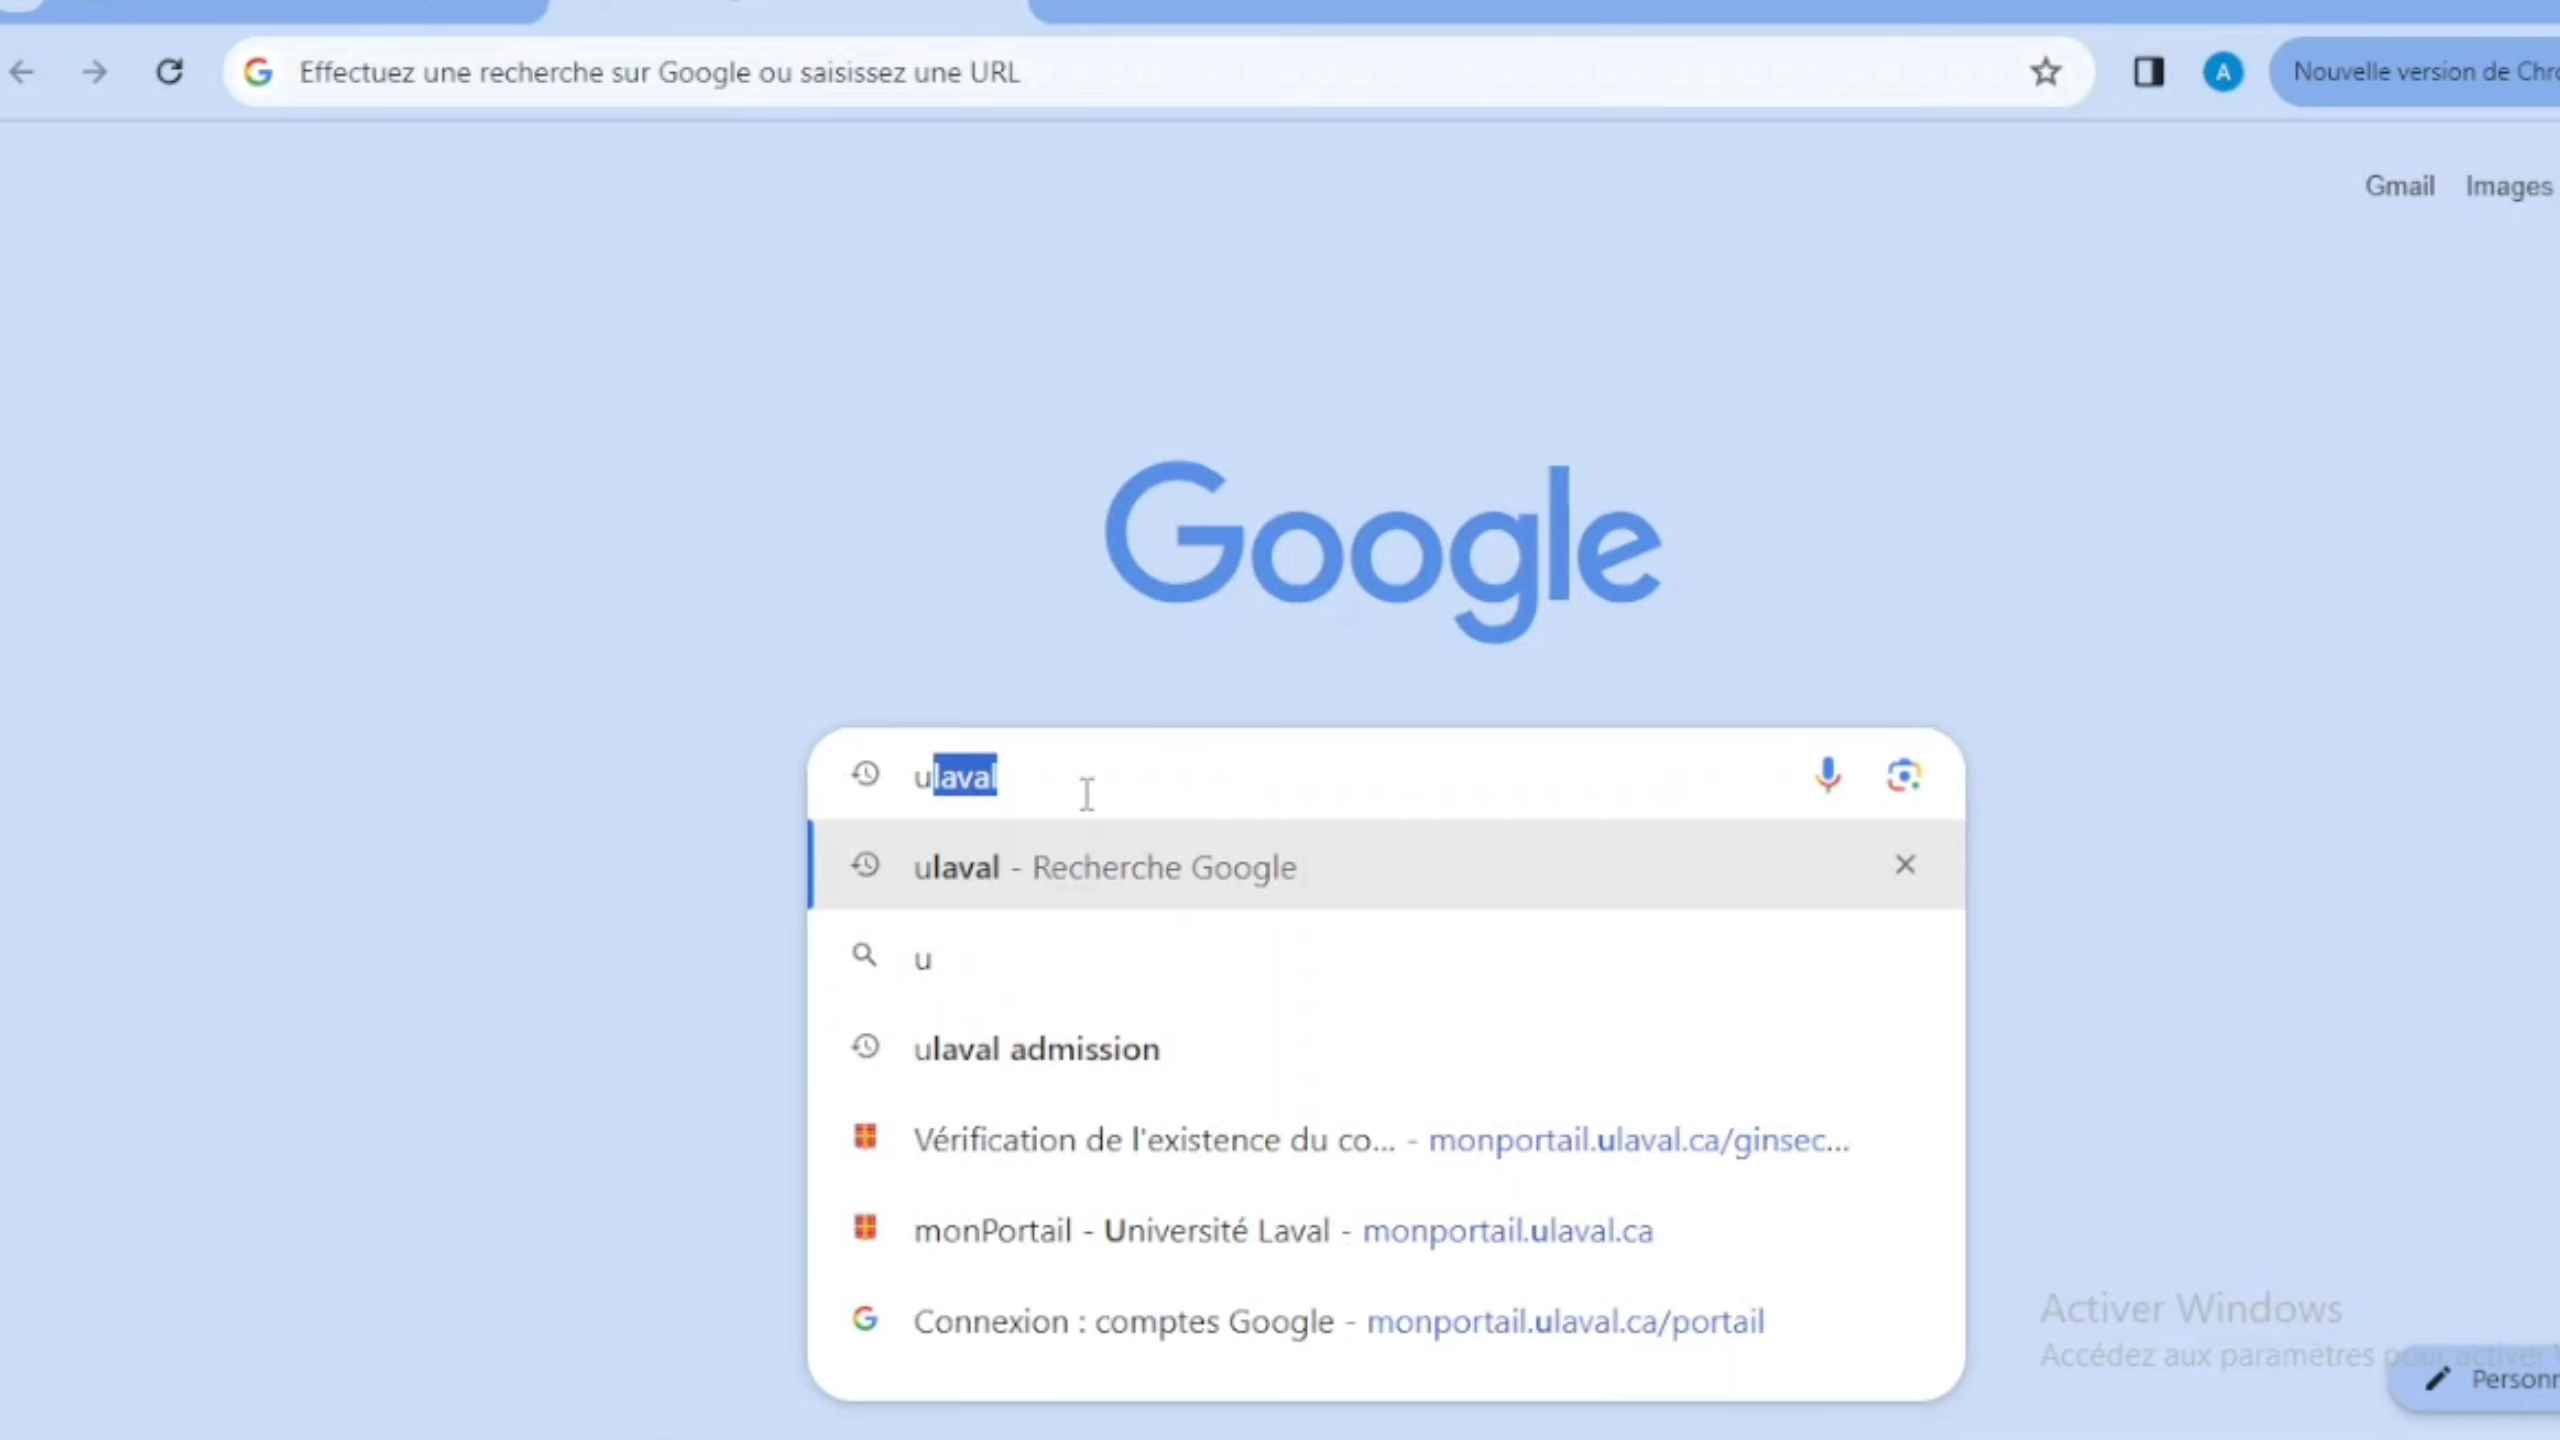 Effectuez une recherche sur Google ou saisissez une URL
A
Nouvelle version de Chr
Gmail Images
Google
ulaval
ulaval - Recherche Google
u
ulaval admission
Vérification de l'existence du co... - monportail.ulaval.ca/ginsec...
monPortail - Université Laval - monportail.ulaval.ca
Connexion : comptes Google - monportail.ulaval.ca/portail
Activer Windows
Accédez aux paramètres pour activer
Person